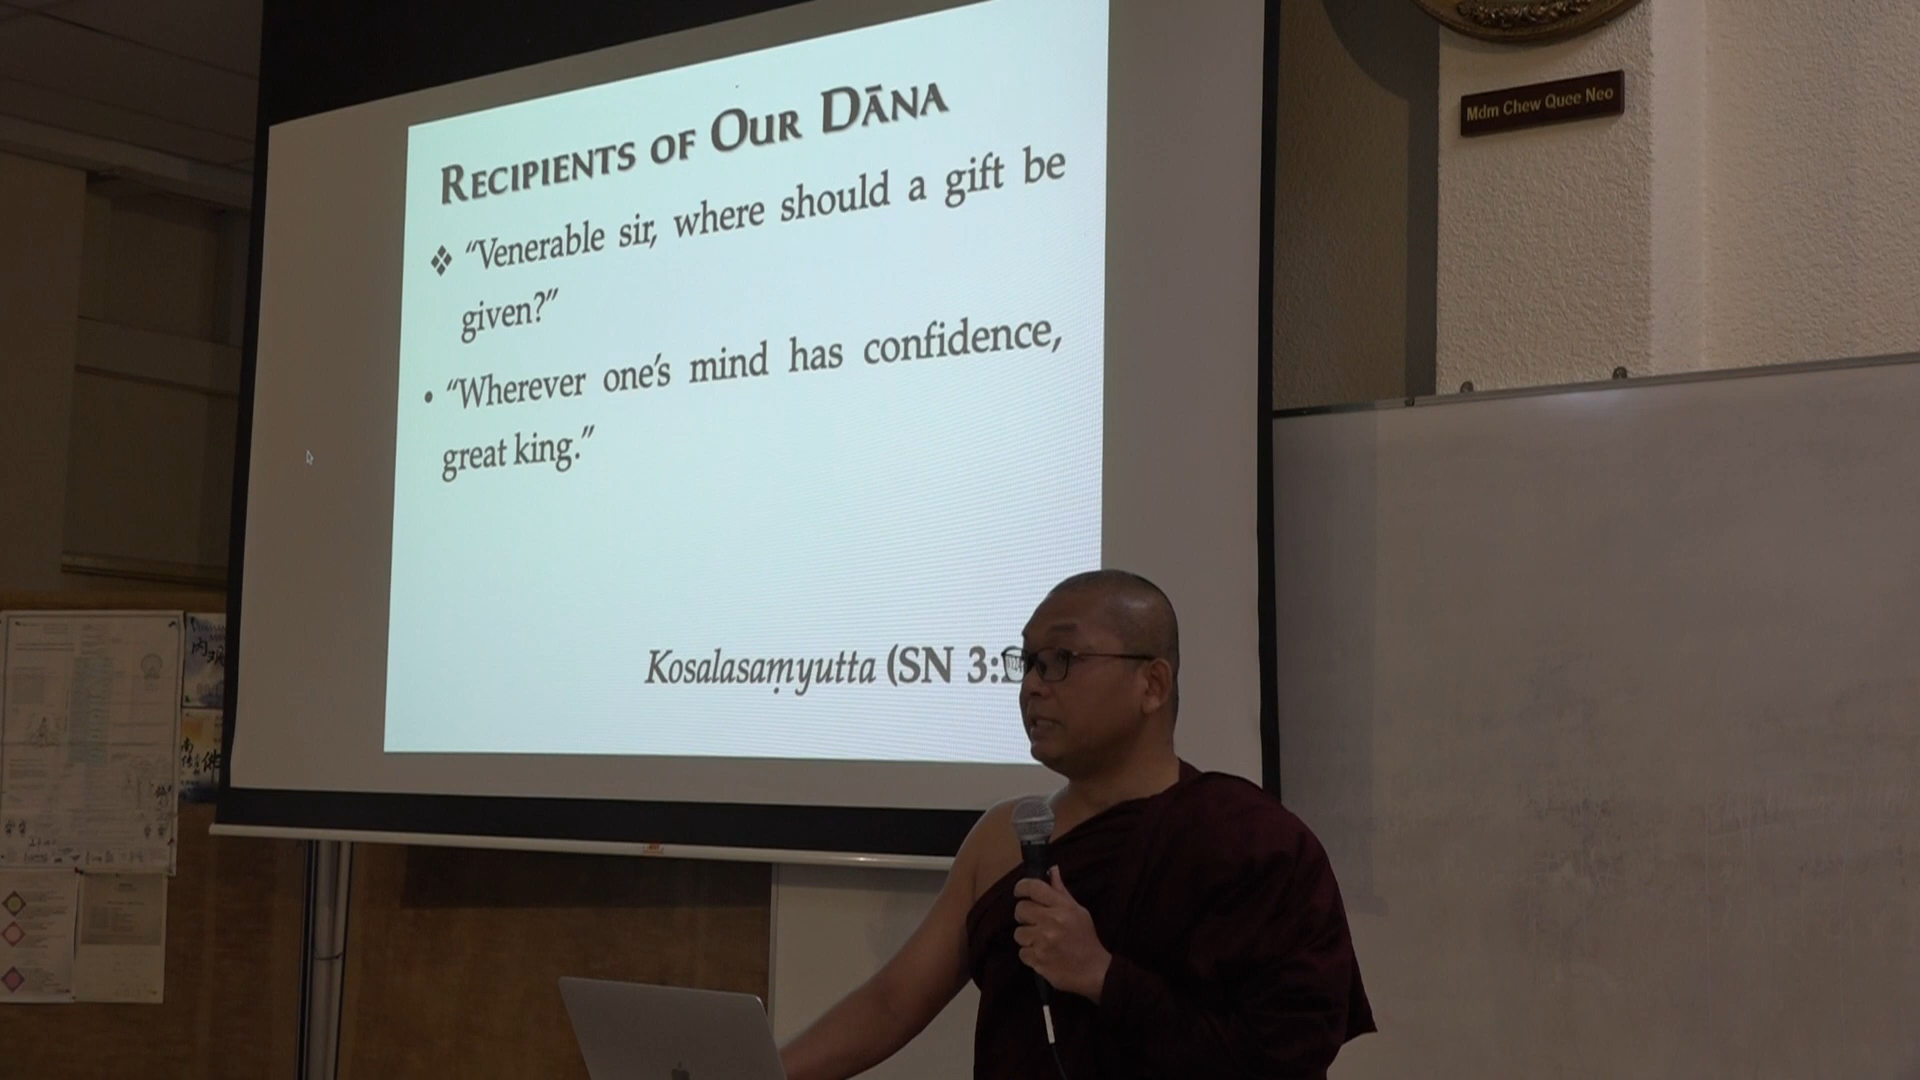 RECIPIENTS OF OUR DĀNA
❖ “Venerable sir, where should a gift be
given?”
• “Wherever one’s mind has confidence,
great king.”
Kosalasaṃyutta (SN 3:
Mdm Chew Quee Neo